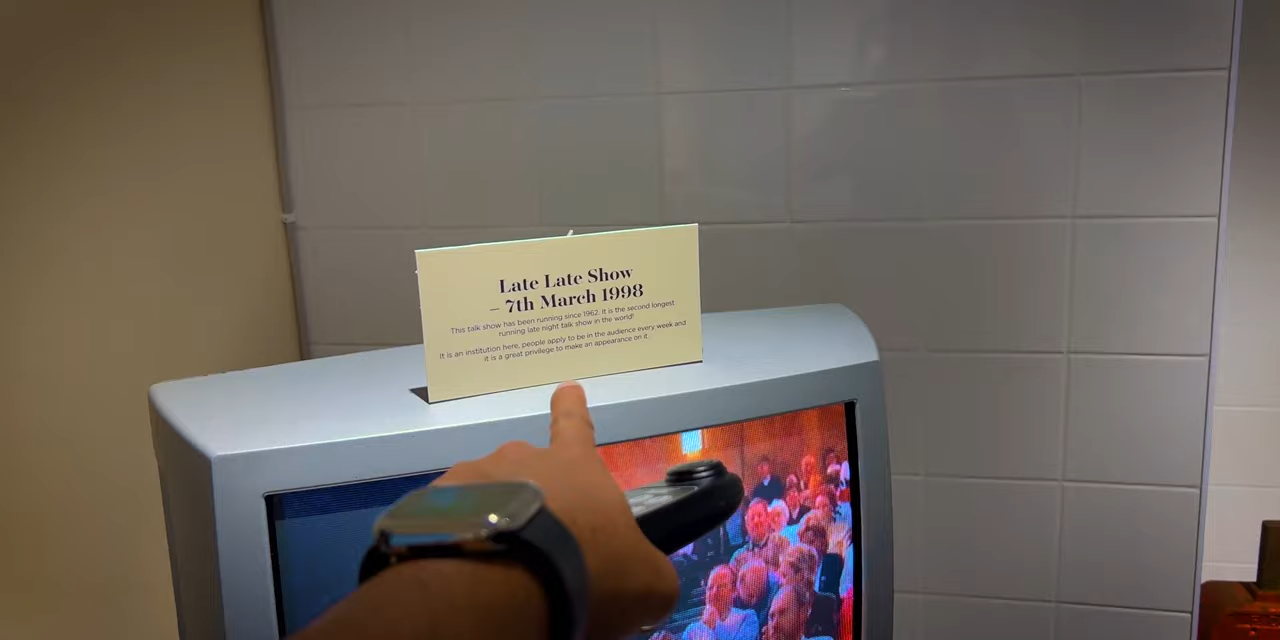 Late Late Show
– 7th March 1998
This talk show has been running since 1962. It is the second longest
running late night talk show in the world!
It is an institution here, people apply to be in the audience every week and
it is a great privilege to make an appearance on it.